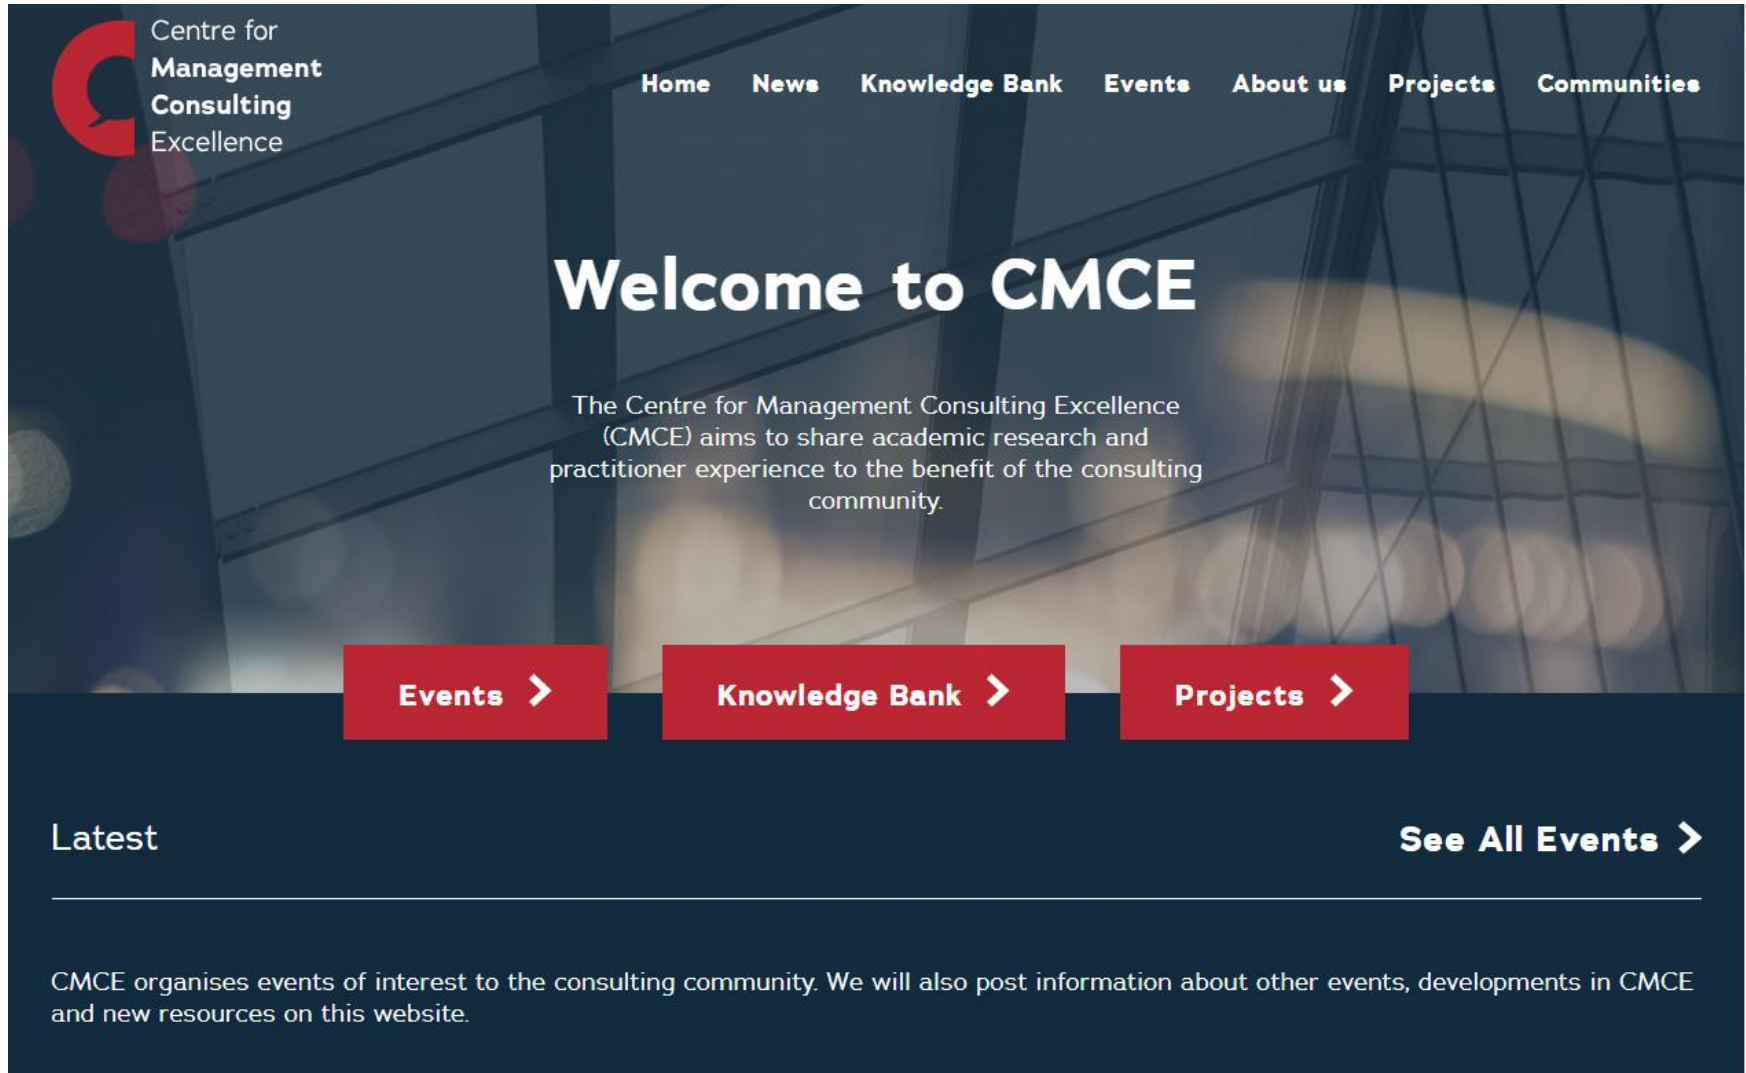 Centre for
Management
Consulting
Excellence
Home News Knowledge Bank Events About us Projects Communities
Welcome to CMCE
The Centre for Management Consulting Excellence
(CMCE) aims to share academic research and
practitioner experience to the benefit of the consulting
community.
Events Knowledge Bank Projects
Latest See All Events
CMCE organises events of interest to the consulting community. We will also post information about other events, developments in CMCE
and new resources on this website.